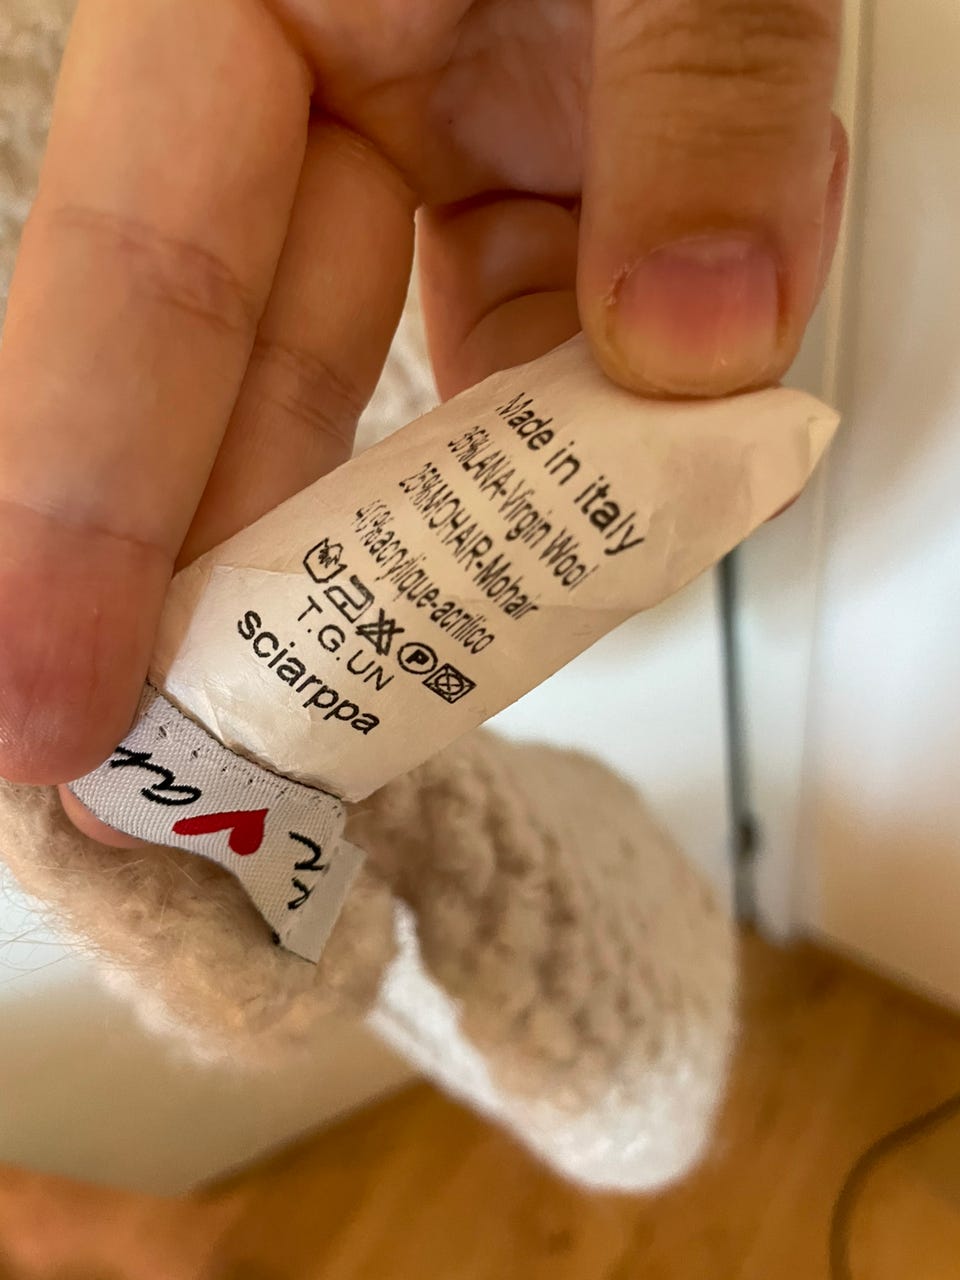 Made in italy
35%LANA-Virgin Wool
25%MOHAIR-Mohair
40%acrylique-acrilico
P
T.G.UN
sciarppa